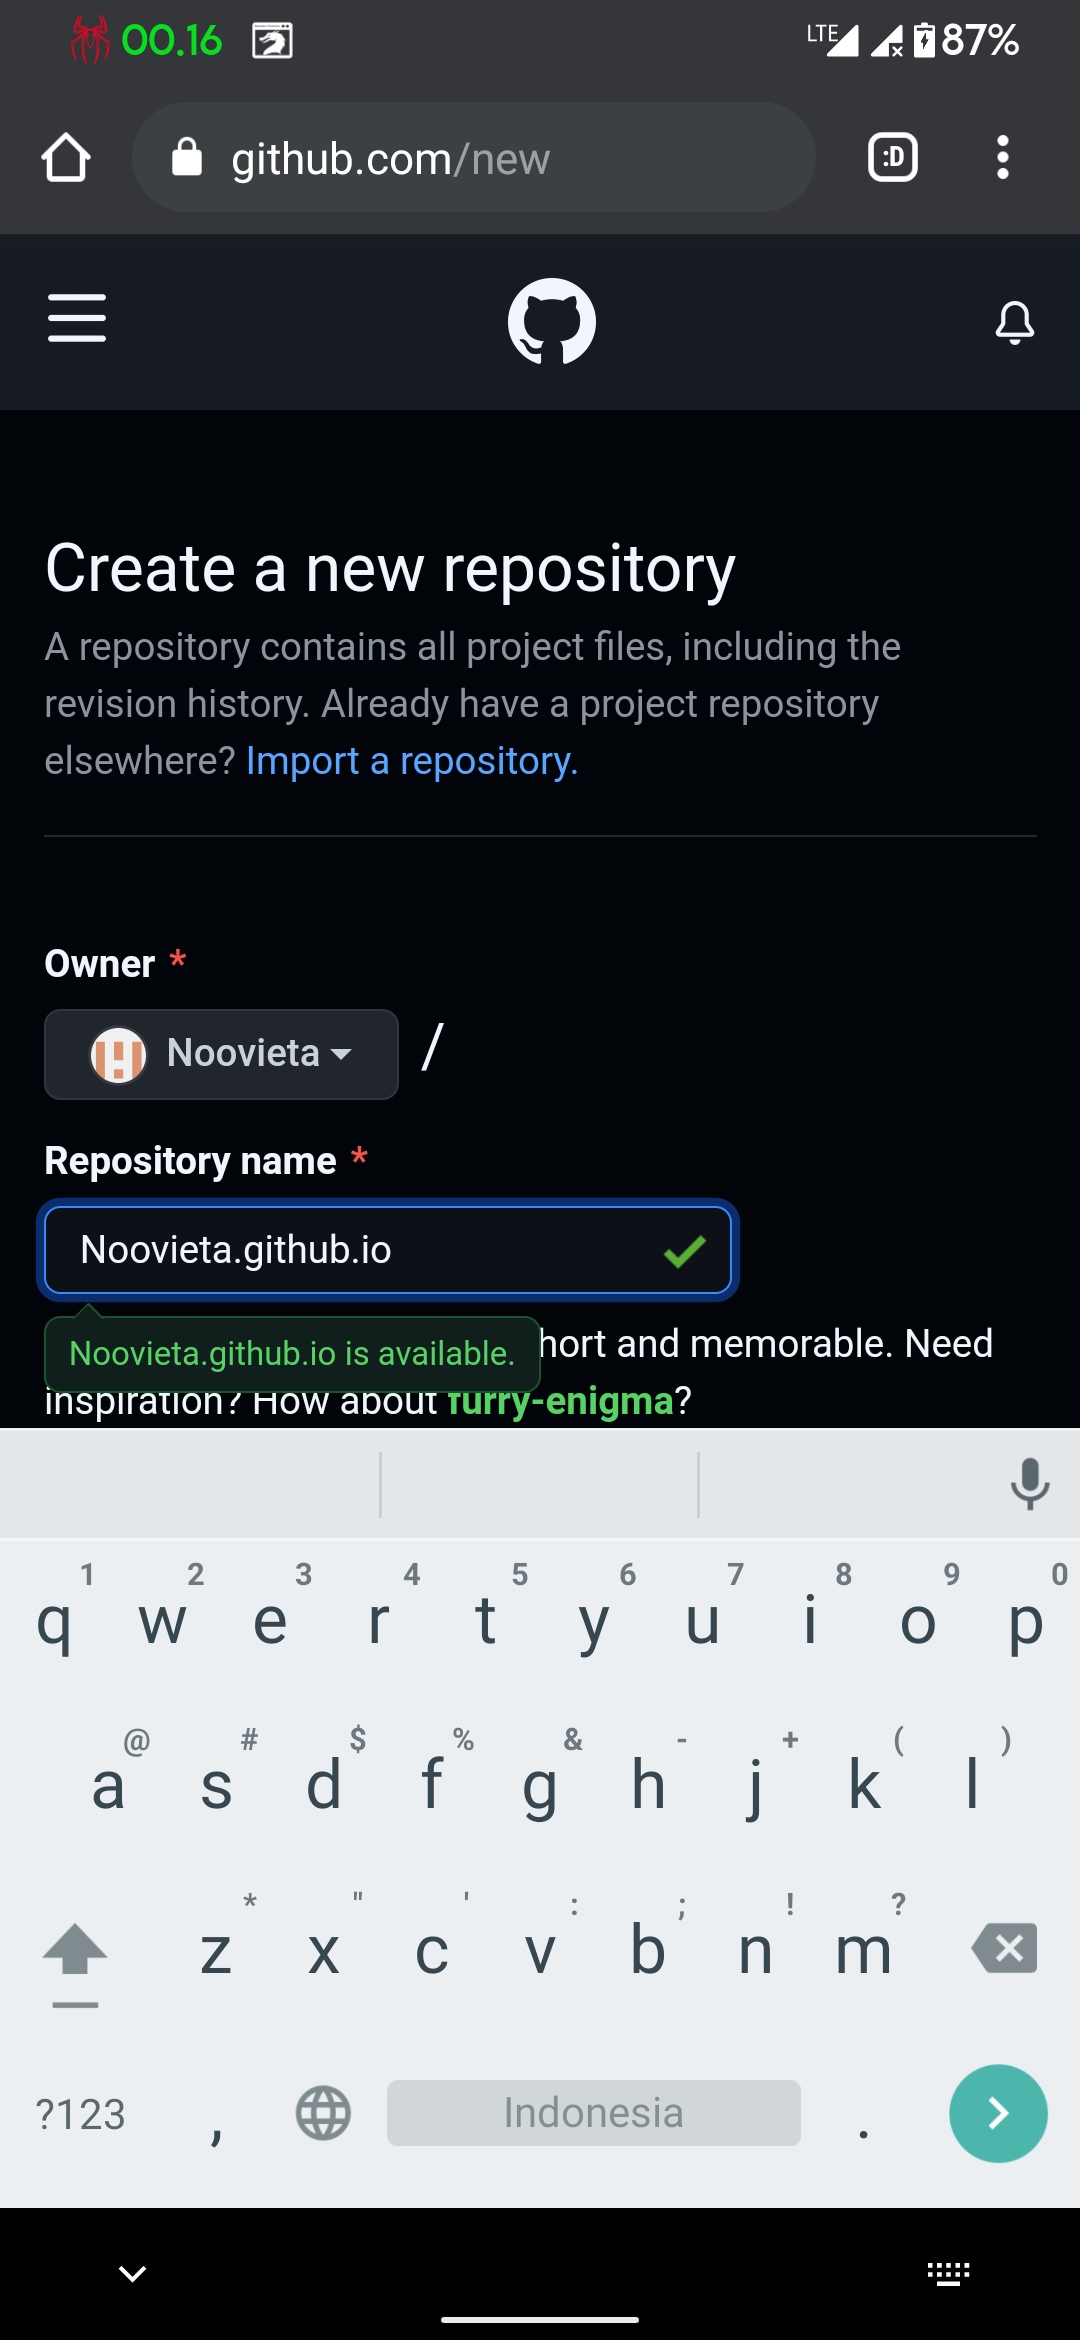 00.16 LTE 87%
github.com/new :D
Create a new repository
A repository contains all project files, including the
revision history. Already have a project repository
elsewhere? Import a repository.
Owner *
Noovieta /
Repository name *
Noovieta.github.io
Noovieta.github.io is available. hort and memorable. Need
inspiration? How about furry-enigma?
1 2 3 4 5 6 7 8 9 0
q w e r t y u i o p
@ # $ % & - + ( )
a s d f g h j k l
* " ' : ; ! ?
z x c v b n m
?123 , Indonesia .